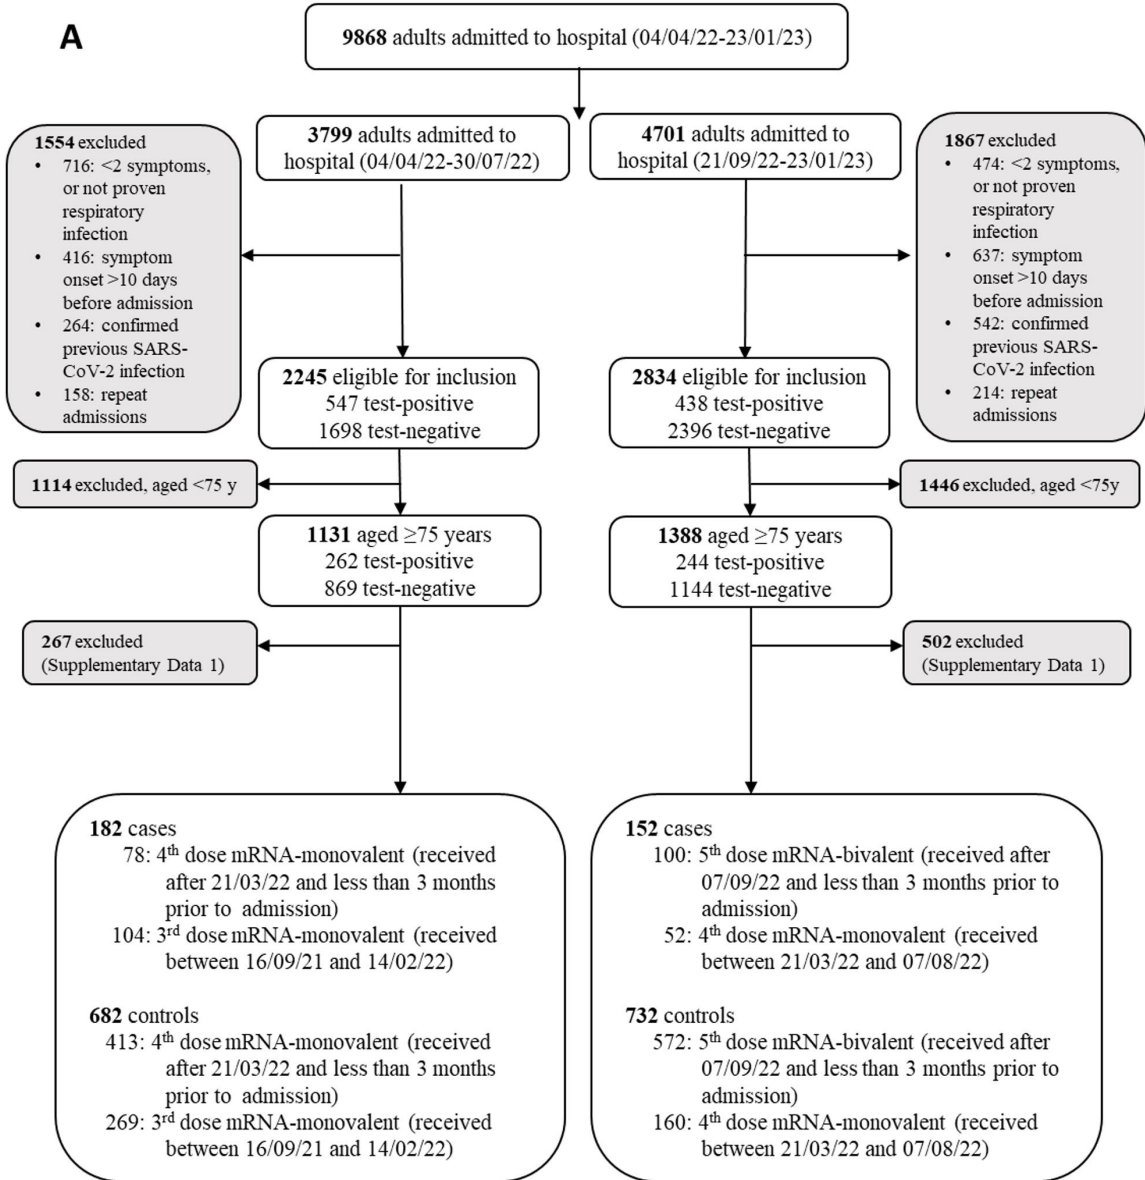 A
9868 adults admitted to hospital (04/04/22-23/01/23)
3799 adults admitted to
hospital (04/04/22-30/07/22)
4701 adults admitted to
hospital (21/09/22-23/01/23)
1554 excluded
• 716: <2 symptoms,
or not proven
respiratory
infection
• 416: symptom
onset >10 days
before admission
• 264: confirmed
previous SARS-
CoV-2 infection
• 158: repeat
admissions
1867 excluded
• 474: <2 symptoms,
or not proven
respiratory
infection
• 637: symptom
onset >10 days
before admission
• 542: confirmed
previous SARS-
CoV-2 infection
• 214: repeat
admissions
2245 eligible for inclusion
547 test-positive
1698 test-negative
2834 eligible for inclusion
438 test-positive
2396 test-negative
1114 excluded, aged <75 y
1446 excluded, aged <75y
1131 aged ≥75 years
262 test-positive
869 test-negative
1388 aged ≥75 years
244 test-positive
1144 test-negative
267 excluded
(Supplementary Data 1)
502 excluded
(Supplementary Data 1)
182 cases
78: 4th dose mRNA-monovalent (received
after 21/03/22 and less than 3 months
prior to admission)
104: 3rd dose mRNA-monovalent (received
between 16/09/21 and 14/02/22)
682 controls
413: 4th dose mRNA-monovalent (received
after 21/03/22 and less than 3 months
prior to admission)
269: 3rd dose mRNA-monovalent (received
between 16/09/21 and 14/02/22)
152 cases
100: 5th dose mRNA-bivalent (received after
07/09/22 and less than 3 months prior to
admission)
52: 4th dose mRNA-monovalent (received
between 21/03/22 and 07/08/22)
732 controls
572: 5th dose mRNA-bivalent (received after
07/09/22 and less than 3 months prior to
admission)
160: 4th dose mRNA-monovalent (received
between 21/03/22 and 07/08/22)